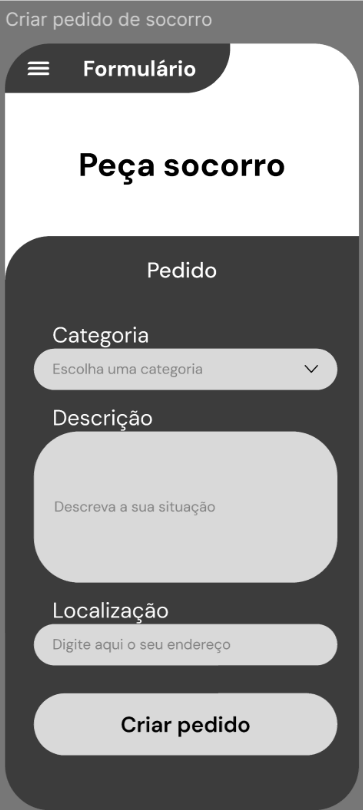 Criar pedido de socorro
Formulário
Peça socorro
Pedido
Categoria
Escolha uma categoria
Descrição
Descreva a sua situação
Localização
Digite aqui o seu endereço
Criar pedido